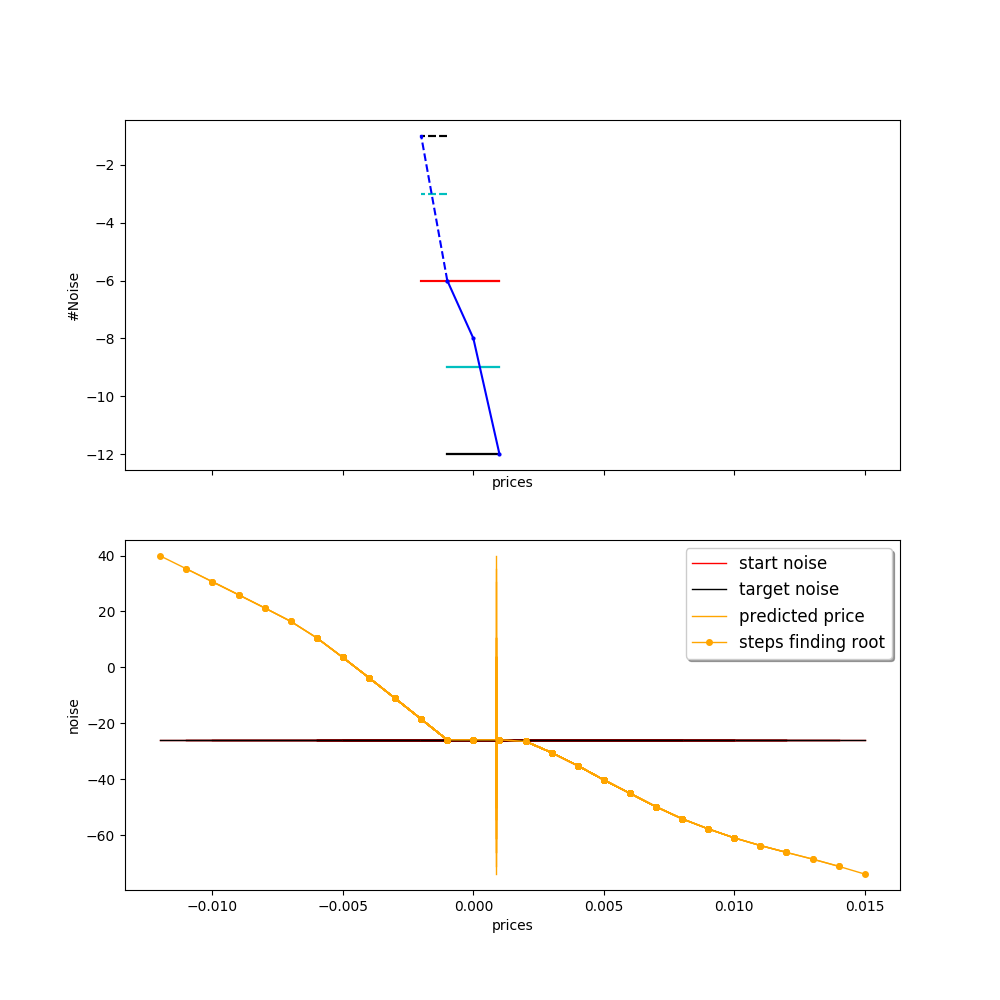 −2
−4
−6
−8
−10
−12
#Noise
prices
40
20
0
−20
−40
−60
noise
start noise
target noise
predicted price
steps finding root
−0.010 −0.005 0.000 0.005 0.010 0.015
prices